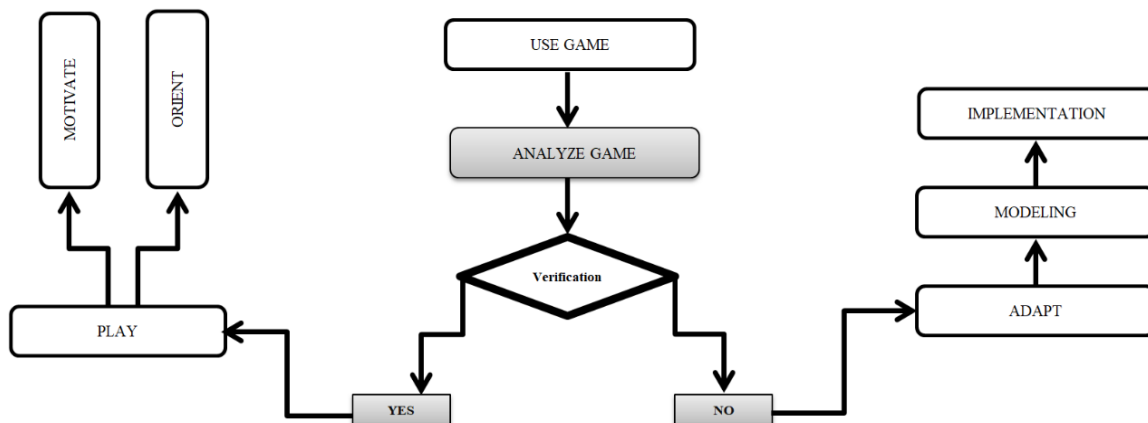 USE GAME
ANALYZE GAME
Verification
YES
NO
PLAY
MOTIVATE
ORIENT
ADAPT
MODELING
IMPLEMENTATION